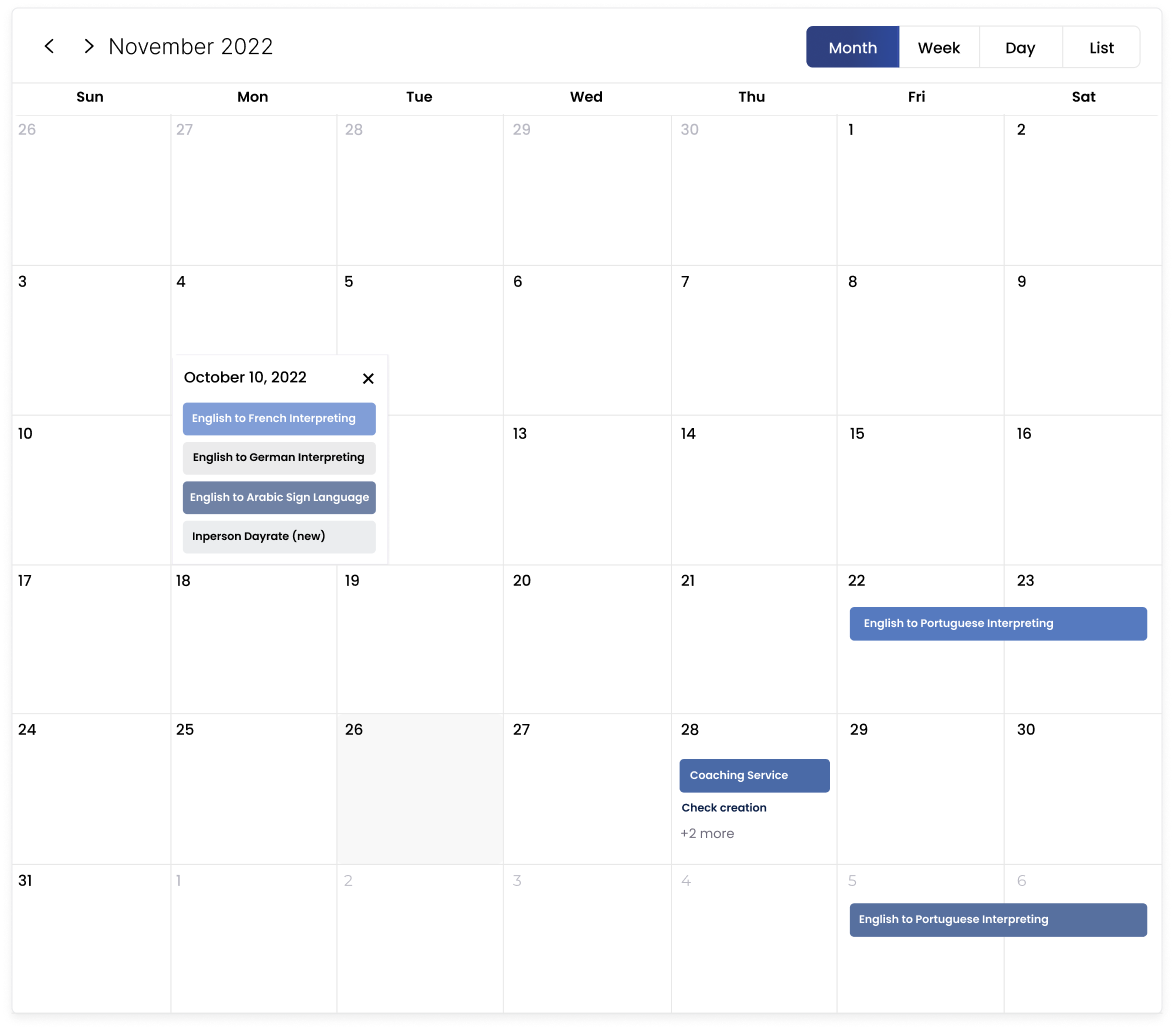 November 2022
Month Week Day List
Sun Mon Tue Wed Thu Fri Sat
26 27 28 29 30 1 2
3 4 5 6 7 8 9
October 10, 2022
English to French Interpreting
10 13 14 15 16
English to German Interpreting
English to Arabic Sign Language
Inperson Dayrate (new)
17 18 19 20 21 22 23
English to Portuguese Interpreting
24 25 26 27 28 29 30
Coaching Service
Check creation
+2 more
31 1 2 3 4 5 6
English to Portuguese Interpreting